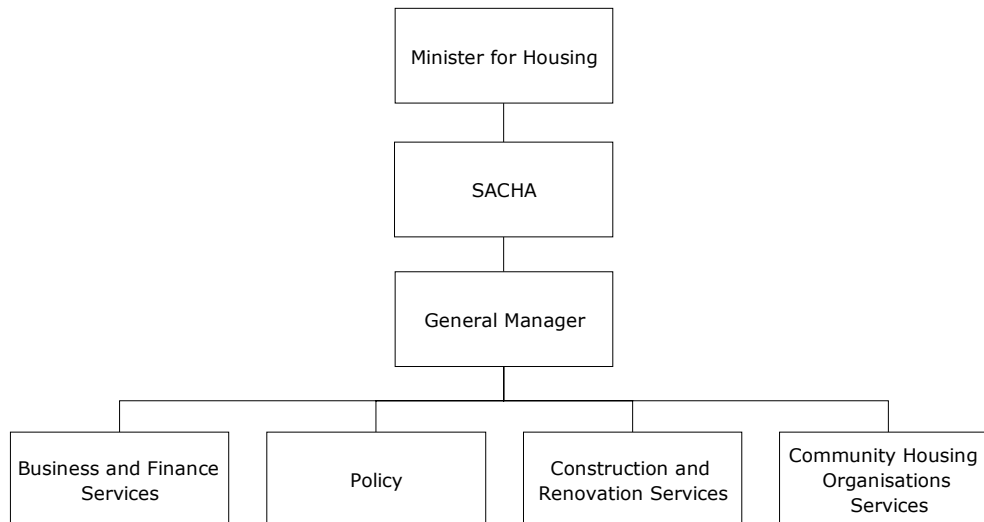 Minister for Housing
SACHA
General Manager
Business and Finance
Services
Policy
Construction and
Renovation Services
Community Housing
Organisations
Services